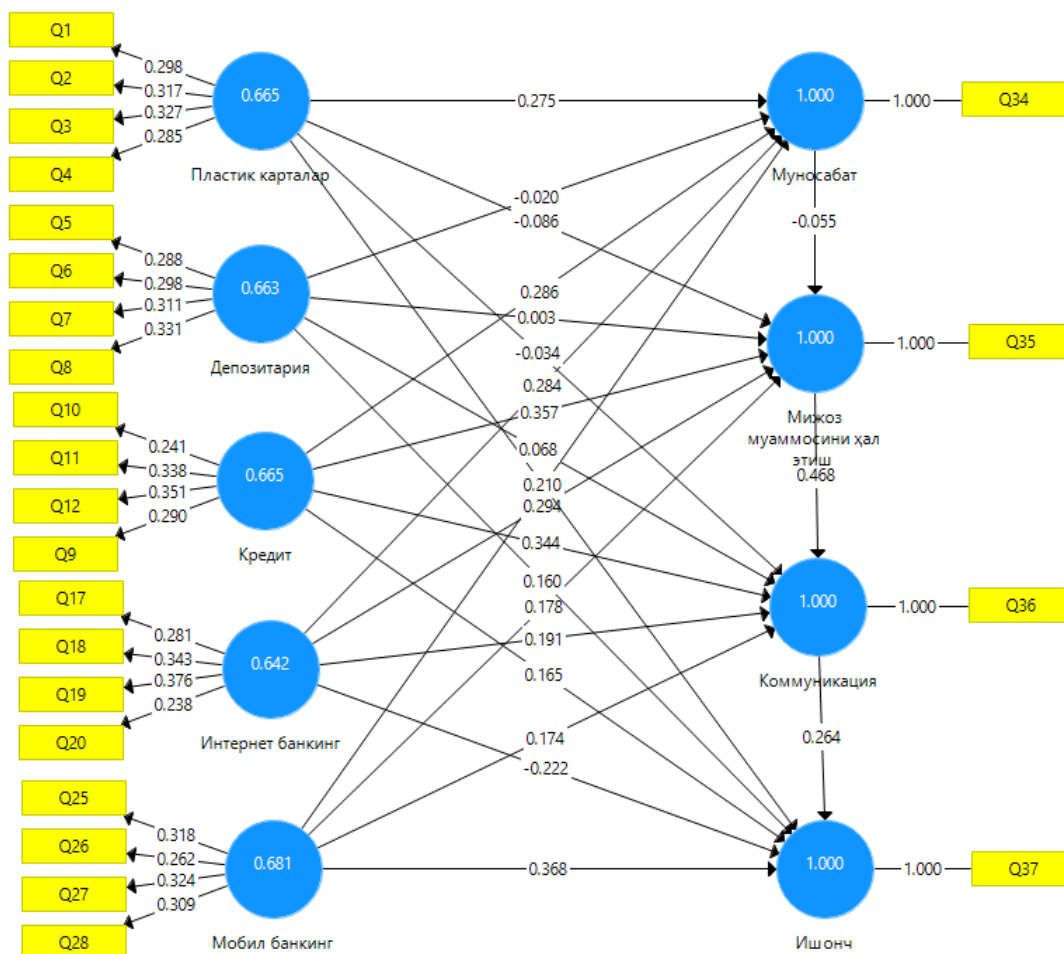 Q1
Q2
Q3
Q4
0.298
0.317
0.327
0.285
0.665
Пластик карталар
Q5
Q6
Q7
Q8
0.288
0.298
0.311
0.331
0.663
Депозитария
Q10
Q11
Q12
Q9
0.241
0.338
0.351
0.290
0.665
Кредит
Q17
Q18
Q19
Q20
0.281
0.343
0.376
0.238
0.642
Интернет банкинг
Q25
Q26
Q27
Q28
0.318
0.262
0.324
0.309
0.681
Мобил банкинг
0.275
-0.020
-0.086
0.286
0.003
-0.034
0.284
0.357
0.068
0.210
0.294
0.344
0.160
0.178
0.191
0.165
0.174
-0.222
0.368
1.000
Муносабат
1.000
Q34
-0.055
1.000
Мижоз
муаммосини ҳал
этиш
1.000
Q35
0.468
1.000
Коммуникация
1.000
Q36
0.264
1.000
Ишонч
1.000
Q37